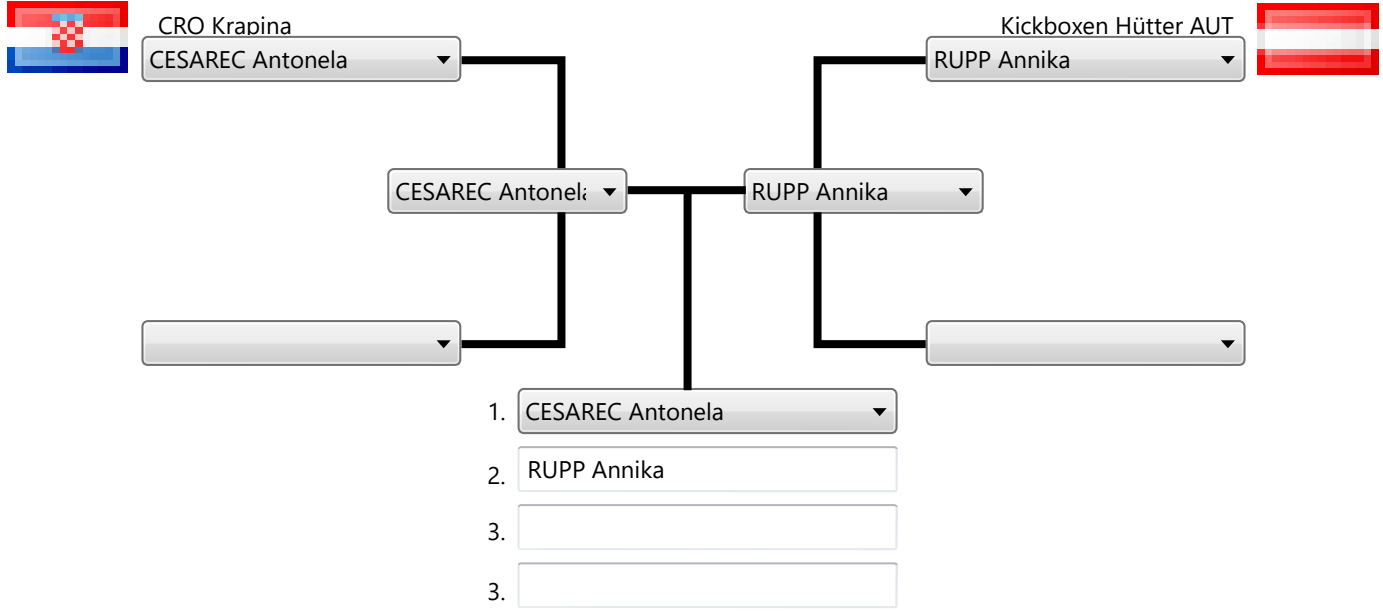 CRO Krapina
Kickboxen Hütter AUT
CESAREC Antonela
RUPP Annika
CESAREC Antonela
RUPP Annika
1. CESAREC Antonela
2. RUPP Annika
3.
3.